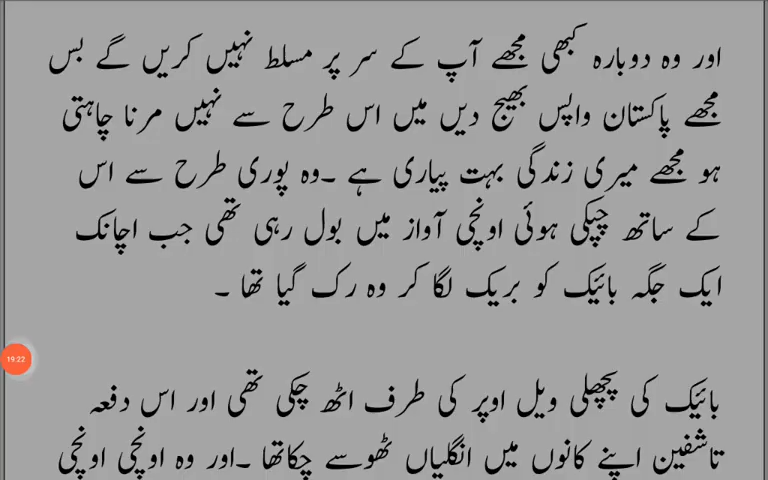 اور وہ دوبارہ کبھی مجھے آپ کے سر پر مسلط نہیں کریں گے بس
مجھے پاکستان واپس بھیج دیں میں اس طرح سے نہیں مرنا چاہتی
ہو مجھے میری زندگی بہت پیاری ہے ۔وہ پوری طرح سے اس
کے ساتھ چپکی ہوئی اونچی آواز میں بول رہی تھی جب اچانک
ایک جگہ بائیک کو بریک لگا کر وہ رک گیا تھا ۔
19:22
بائیک کی پچھلی ویل اوپر کی طرف اٹھ چکی تھی اور اس دفعہ
تاشفین اپنے کانوں میں انگلیاں ٹھوسے چکاتھا ۔اور وہ اونچی اونچی